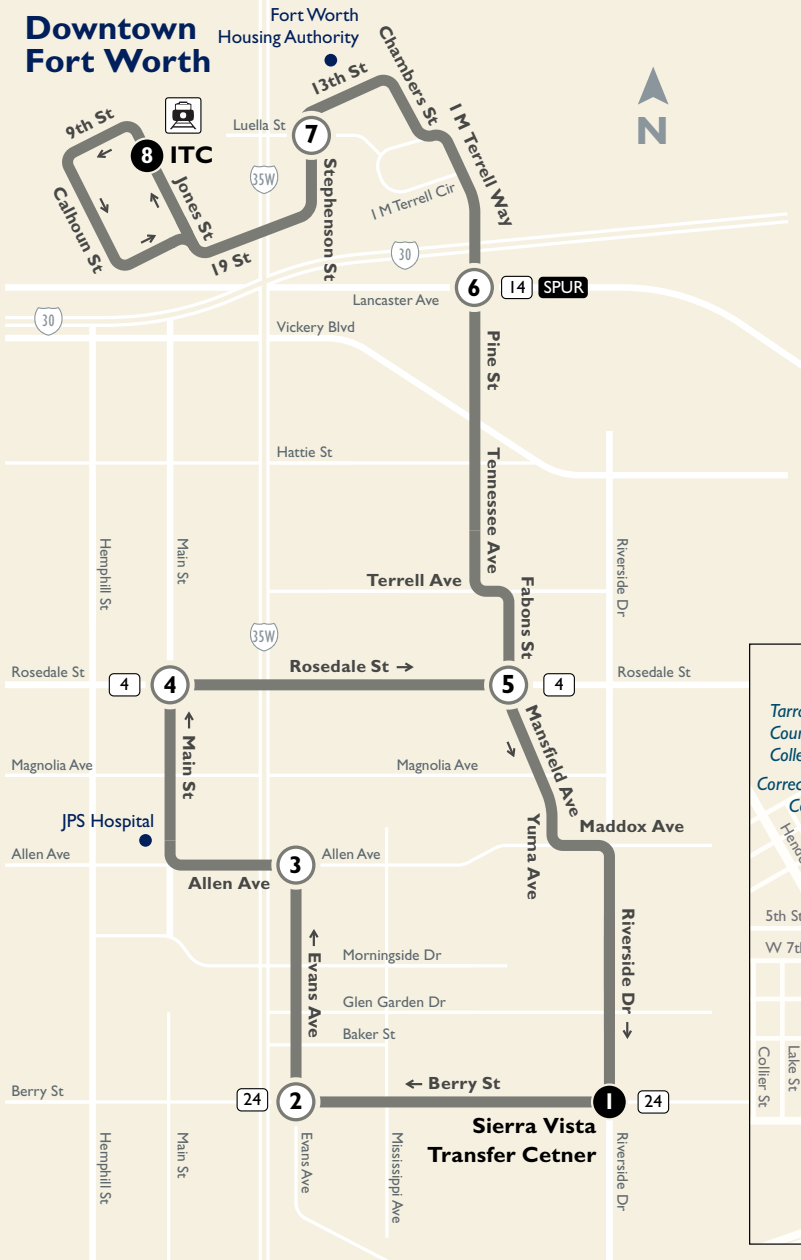 Downtown
Fort Worth
Fort Worth
Housing Authority
13th St
Chambers St
I M Terrell Way
N
9th St
8
ITC
Luella St
7
35W
Jones St
Calhoun St
Stephenson St
I M Terrell Cir
19 St
30
6
14
SPUR
Lancaster Ave
30
Vickery Blvd
Pine St
Hattie St
Tennessee Ave
Hemphill St
Main St
Riverside Dr
Terrell Ave
Fabons St
35W
Rosedale St →
Rosedale St
4
4
5
4
Rosedale St
Main St
Mansfield Ave
Magnolia Ave
Magnolia Ave
JPS Hospital
Yuma Ave
Maddox Ave
Allen Ave
3
Allen Ave
Allen Ave
Evans Ave
Riverside Dr →
Morningside Dr
Glen Garden Dr
Baker St
← Berry St
Berry St
24
2
1
24
Sierra Vista
Transfer Cetner
Hemphill St
Main St
Evans Ave
Mississippi Ave
Riverside Dr
Tarra
Coun
Colle
Correc
C
Hende
5th St
W 7th
Collier St
Lake St